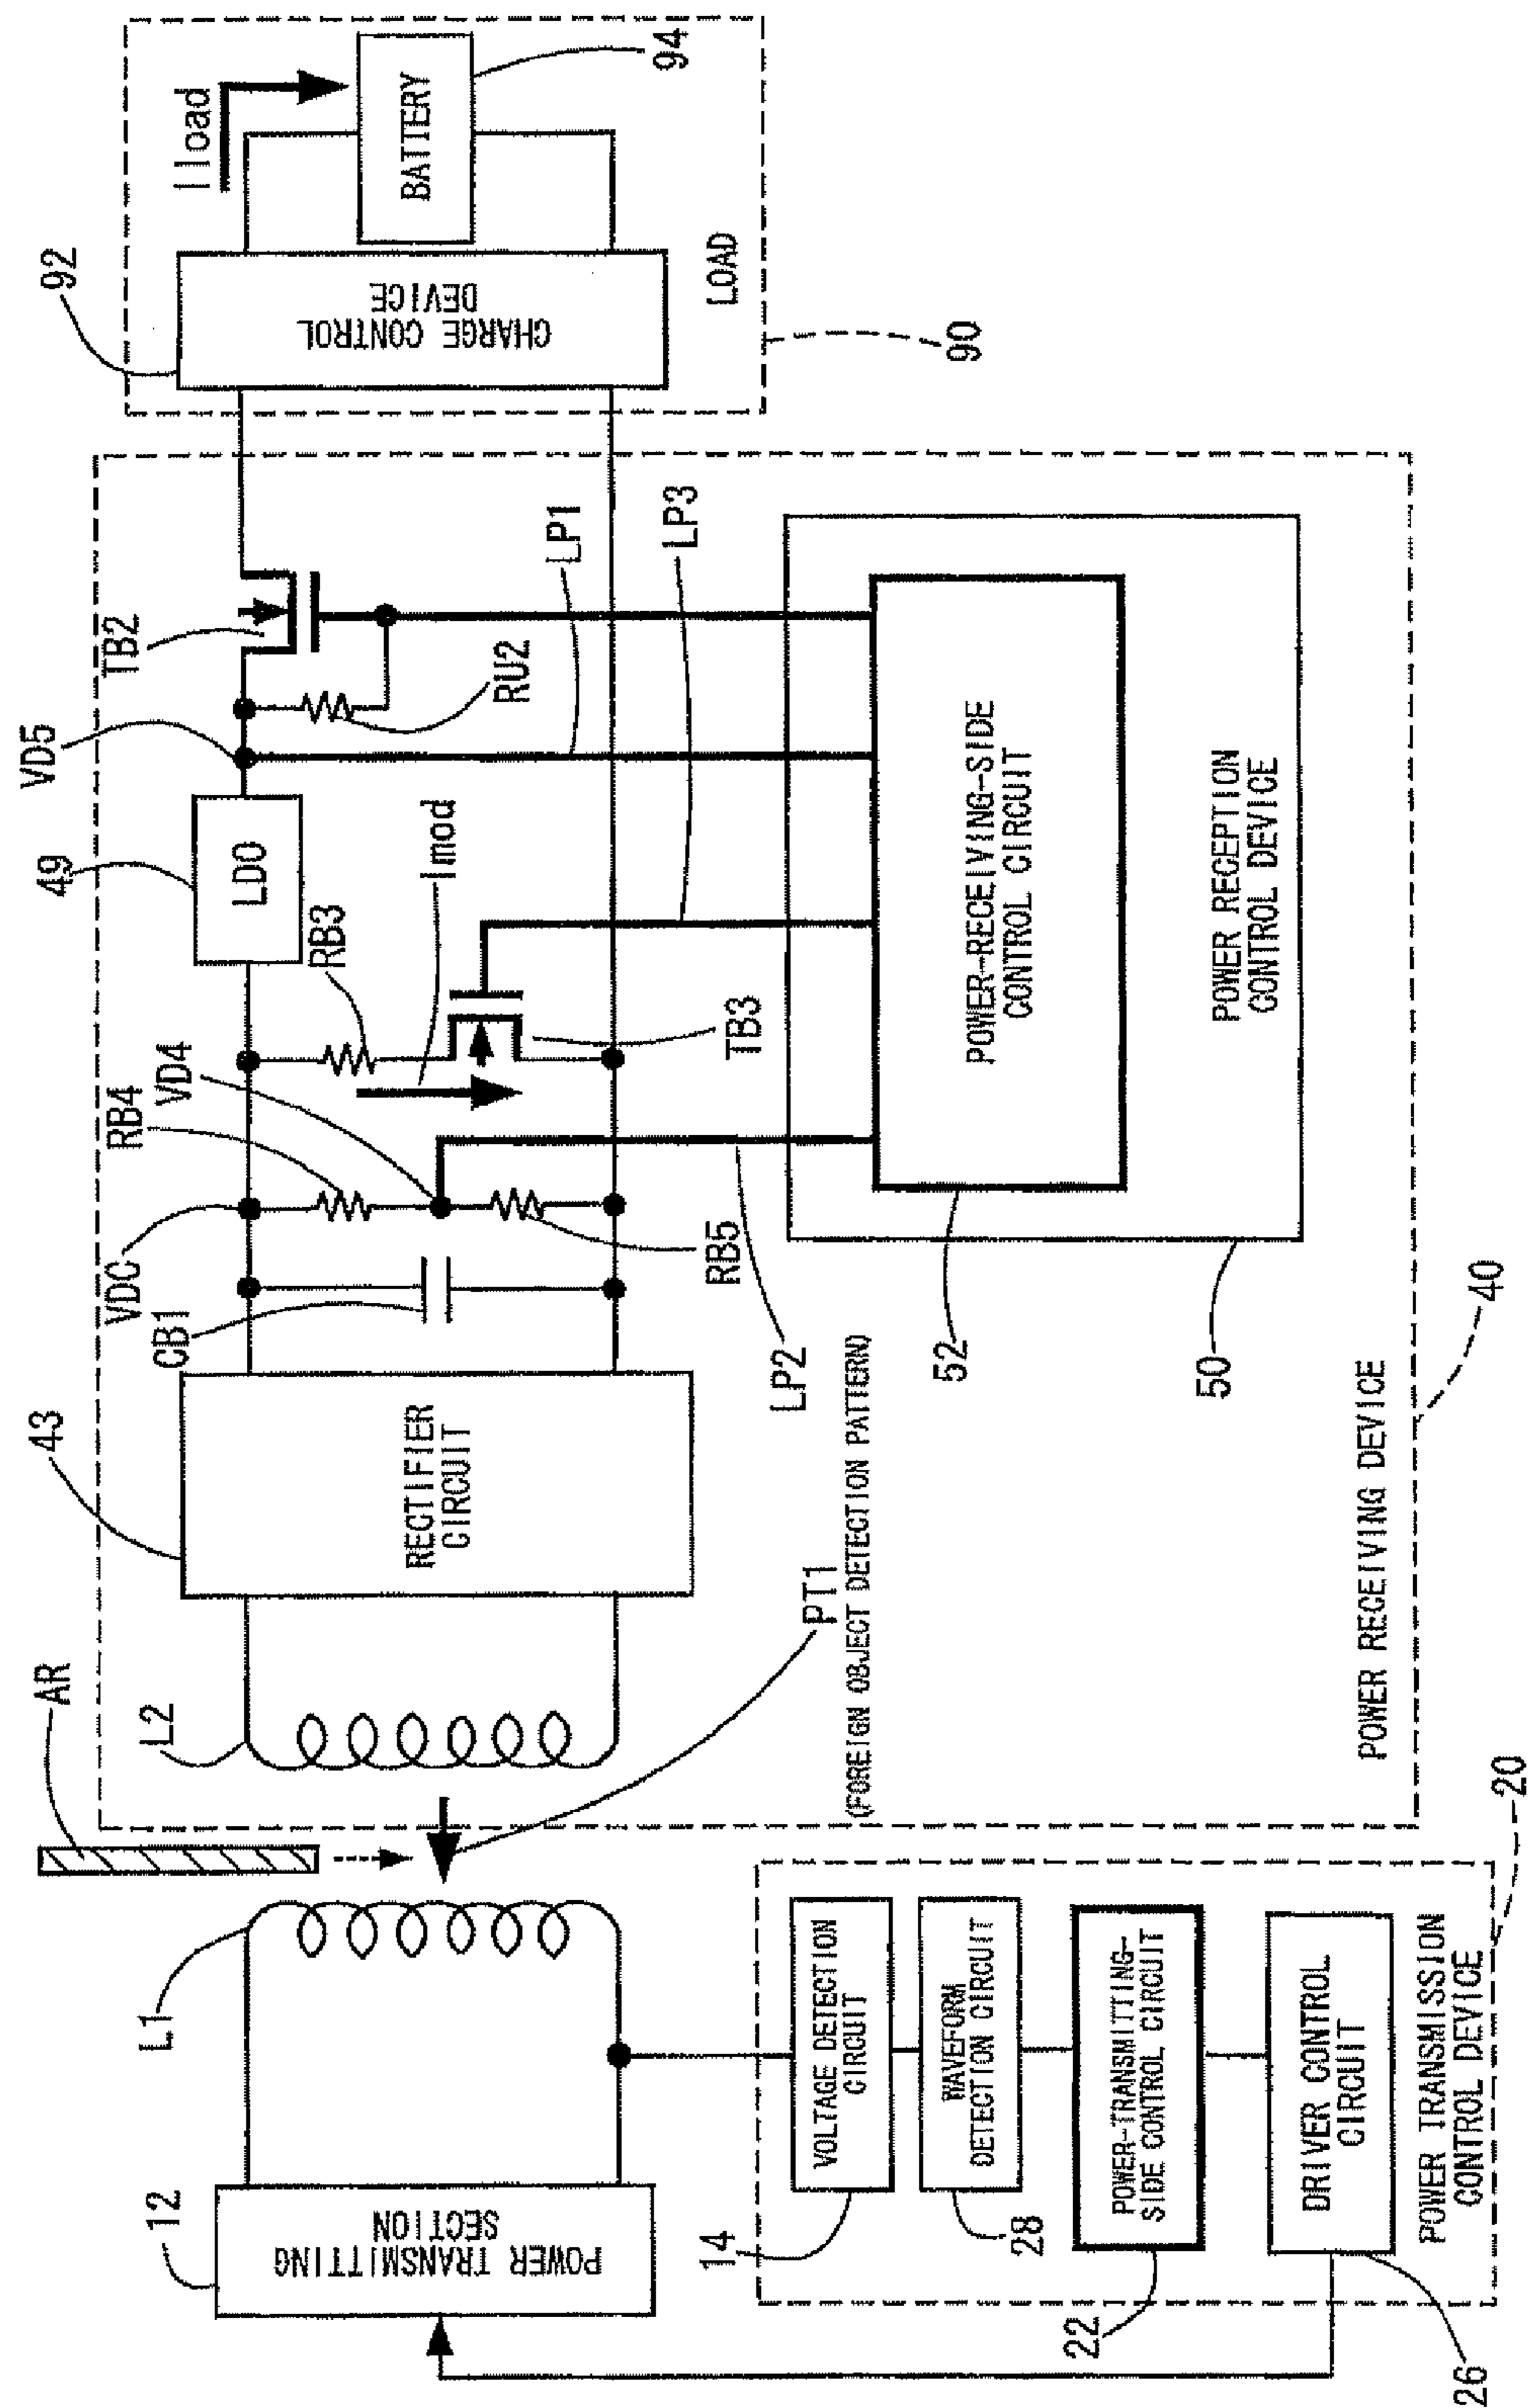 AR
L1
L2
12
POWER TRANSMITTING
SECTION
43
RECTIFIER
CIRCUIT
VDC
CB1
RB4
VD4
RB5
RB3
Imod
TB3
49
LDO
VD5
TB2
RU2
LP1
LP3
LP2
92
CHARGE CONTROL
DEVICE
Iload
BATTERY
94
LOAD
90
PT1
(FOREIGN OBJECT DETECTION PATTERN)
POWER-RECEIVING-SIDE
CONTROL CIRCUIT
52
POWER RECEPTION
CONTROL DEVICE
50
POWER RECEIVING DEVICE
40
VOLTAGE DETECTION
CIRCUIT
14
WAVEFORM
DETECTION CIRCUIT
28
POWER-TRANSMITTING-
SIDE CONTROL CIRCUIT
22
DRIVER CONTROL
CIRCUIT
26
POWER TRANSMISSION
CONTROL DEVICE
20